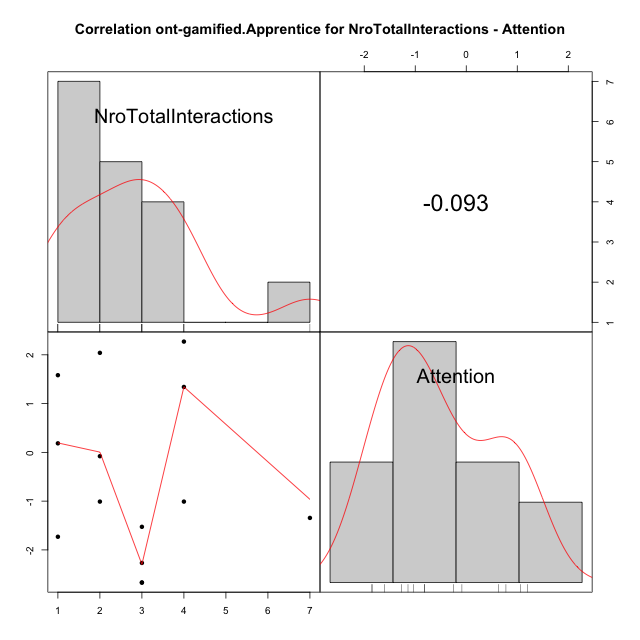 Correlation ont-gamified.Apprentice for NroTotalInteractions - Attention
-2 -1 0 1 2
NroTotalInteractions
-0.093
7
6
5
4
3
2
1
2
1
0
-1
-2
Attention
1 2 3 4 5 6 7